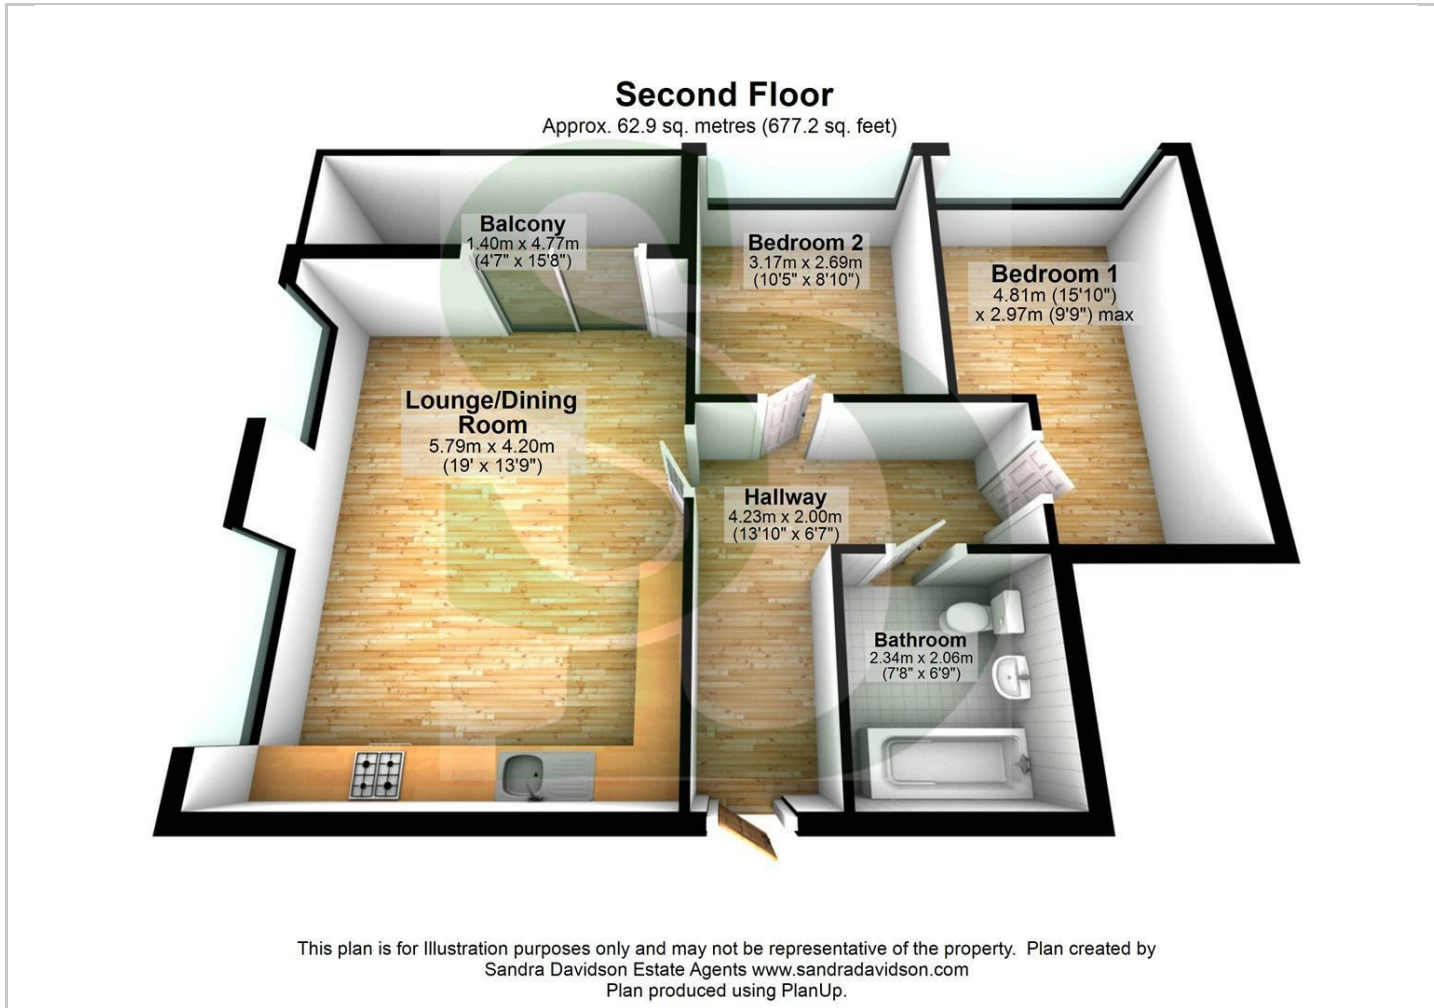 Second Floor
Approx. 62.9 sq. metres (677.2 sq. feet)
Balcony
1.40m x 4.77m
(4'7" x 15'8")
Bedroom 2
3.17m x 2.69m
(10'5" x 8'10")
Bedroom 1
4.81m (15'10")
x 2.97m (9'9") max
Lounge/Dining
Room
5.79m x 4.20m
(19' x 13'9")
Hallway
4.23m x 2.00m
(13'10" x 6'7")
Bathroom
2.34m x 2.06m
(7'8" x 6'9")
This plan is for Illustration purposes only and may not be representative of the property. Plan created by
Sandra Davidson Estate Agents www.sandradavidson.com
Plan produced using PlanUp.